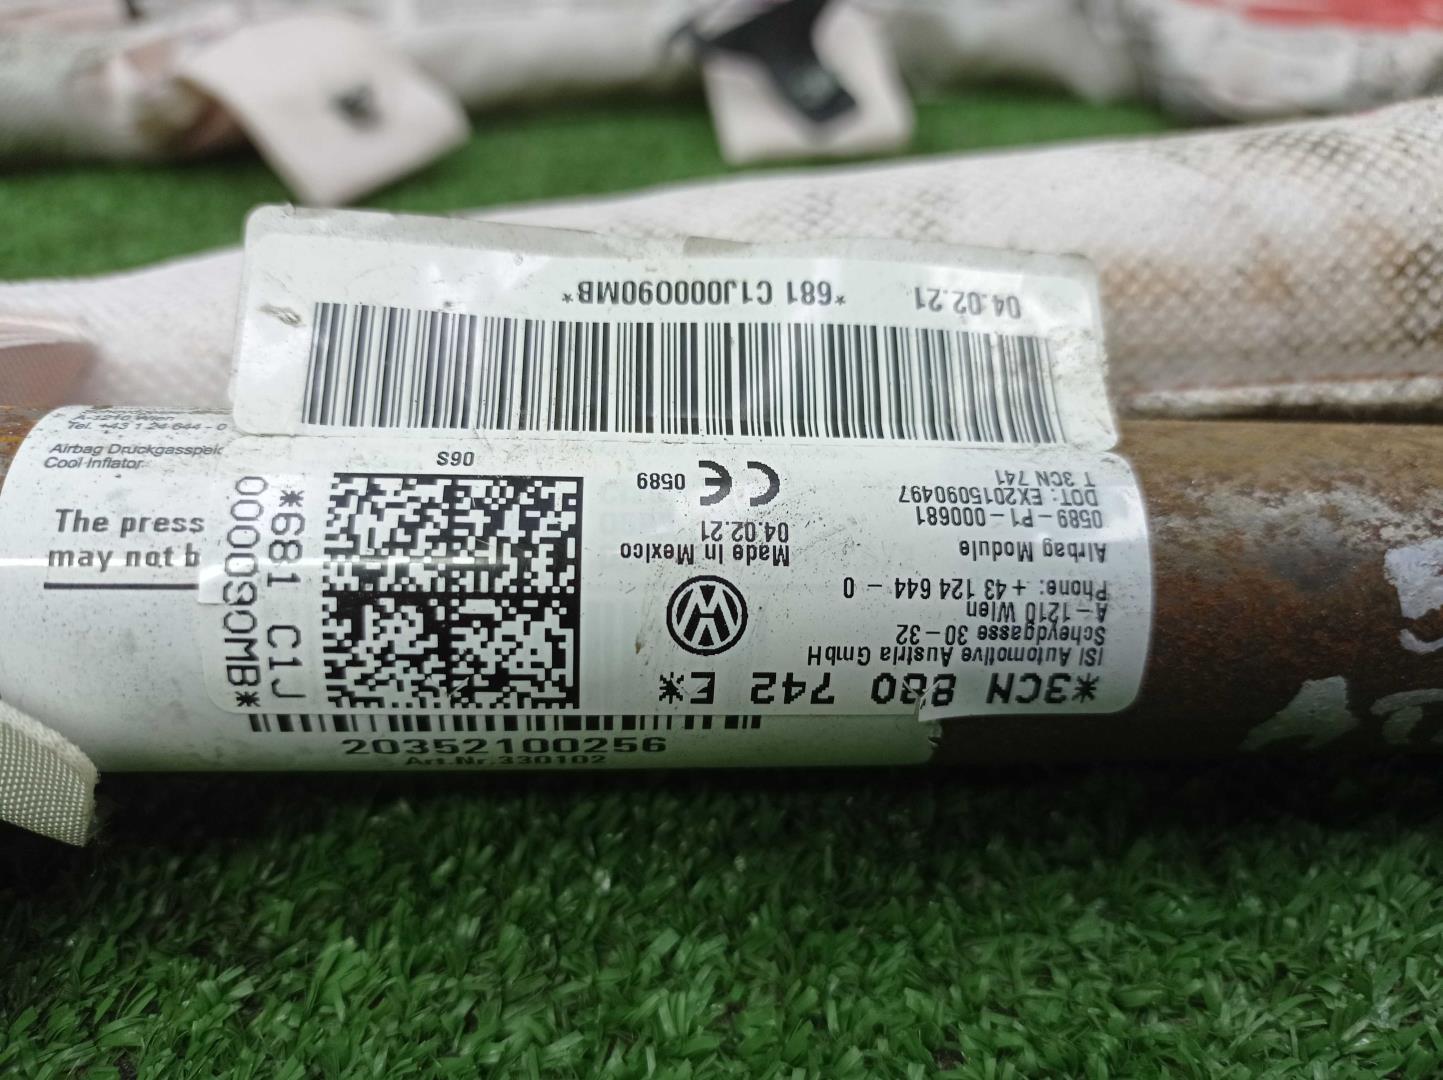 04.02.21 *681 C1J000090MB*
*3CN 880 742 E*
ISI Automotive Austria GmbH
Scheydgasse 30-32
A-1210 Wien
Phone: +43 124 644 - 0
Airbag Module
0589-P1-000681
DOT: EX2015090497
T 3CN 741
Made in Mexico
04.02.21
CE 0589
06S
*681 C1J
000090MB*
A-1210 Wien
Tel. +43 1 24 644 - 0
Airbag Druckgasspeic
Cool Inflator
The press
may not b
20352100256
Art.-Nr. 330102